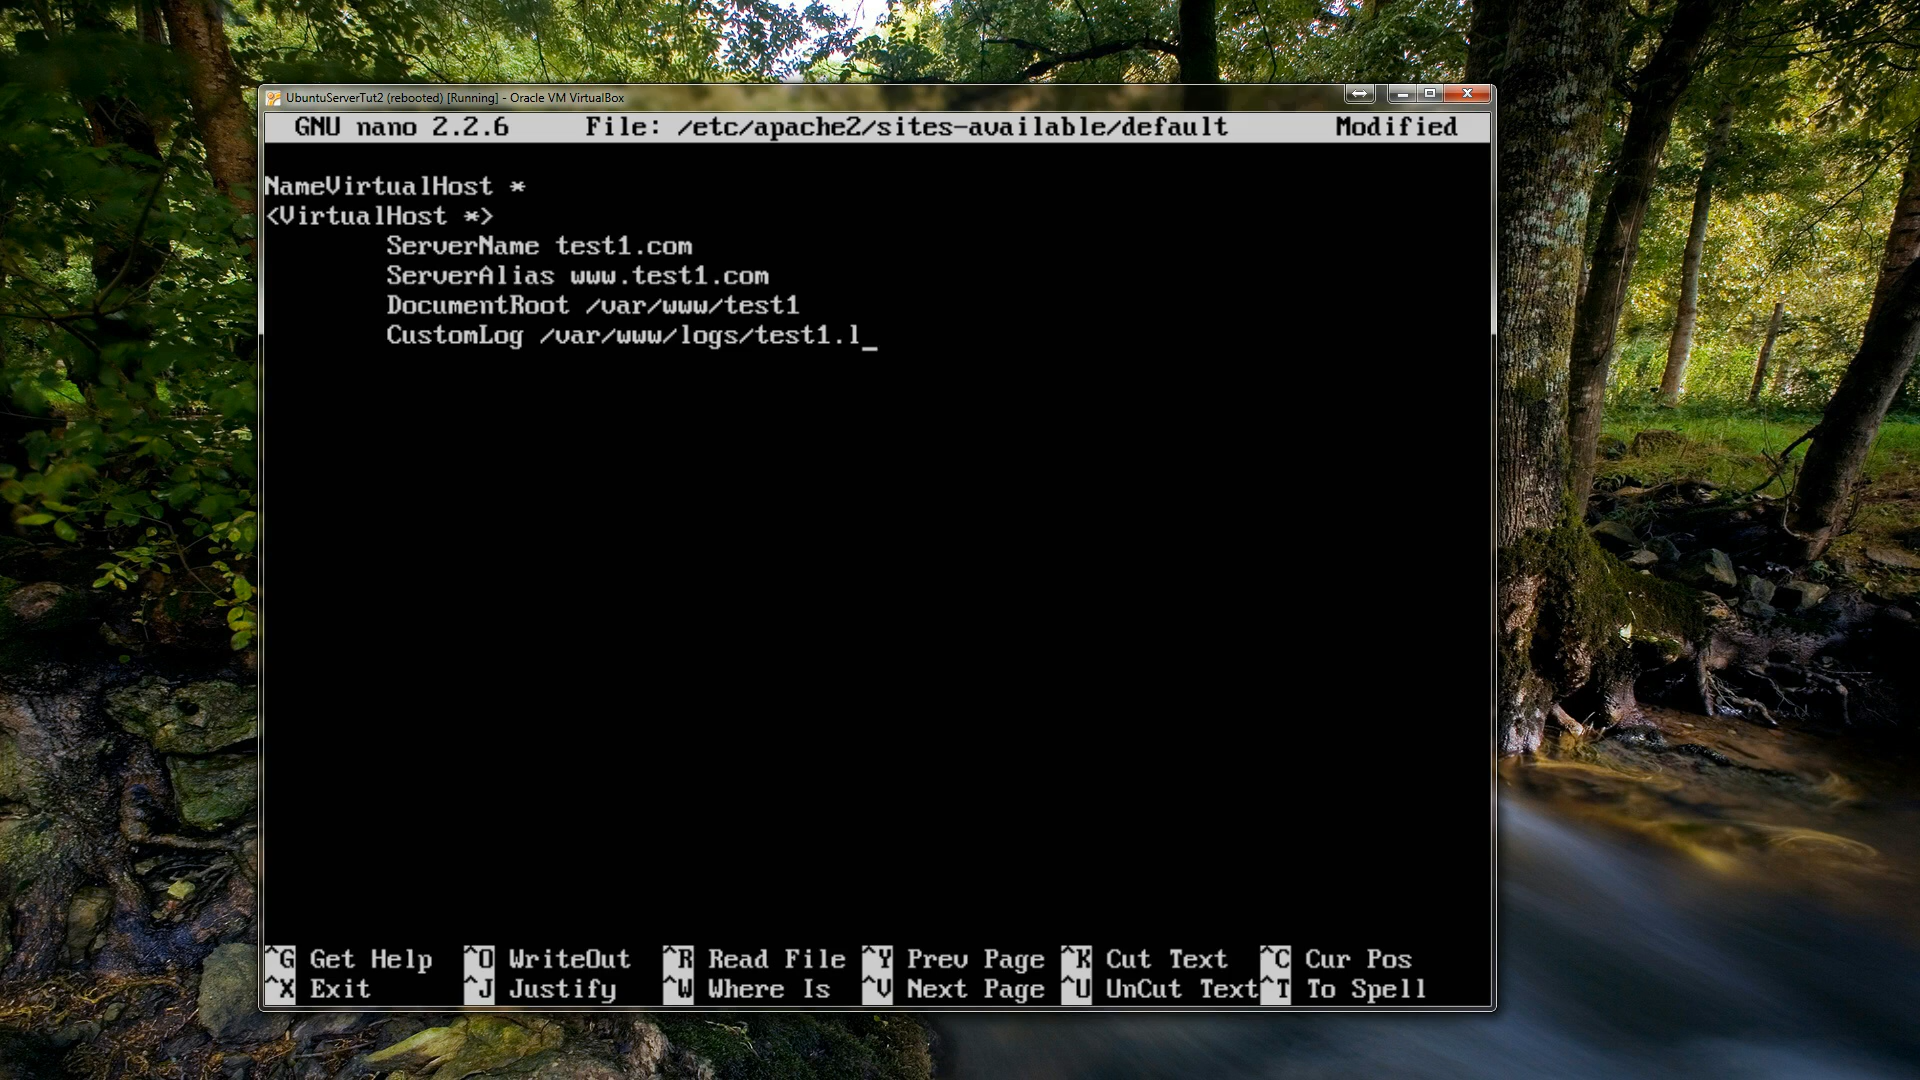 UbuntuServerTut2 (rebooted) [Running] - Oracle VM VirtualBox
GNU nano 2.2.6 File: /etc/apache2/sites-available/default Modified
NameVirtualHost *
<VirtualHost *>
ServerName test1.com
ServerAlias www.test1.com
DocumentRoot /var/www/test1
CustomLog /var/www/logs/test1.l_
^G Get Help ^O WriteOut ^R Read File ^Y Prev Page ^K Cut Text ^C Cur Pos
^X Exit ^J Justify ^W Where Is ^V Next Page ^U UnCut Text ^T To Spell